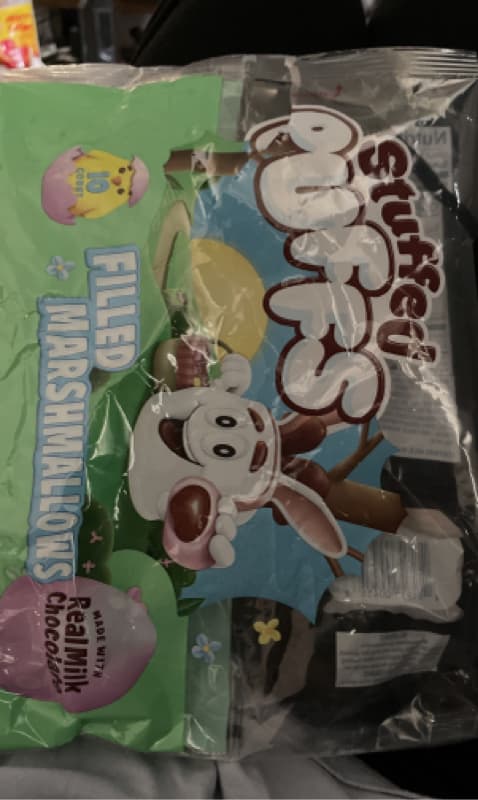 Stuffed
PUFFS
10
COUNT
FILLED
MARSHMALLOWS
MADE WITH
Real Milk
Chocolate